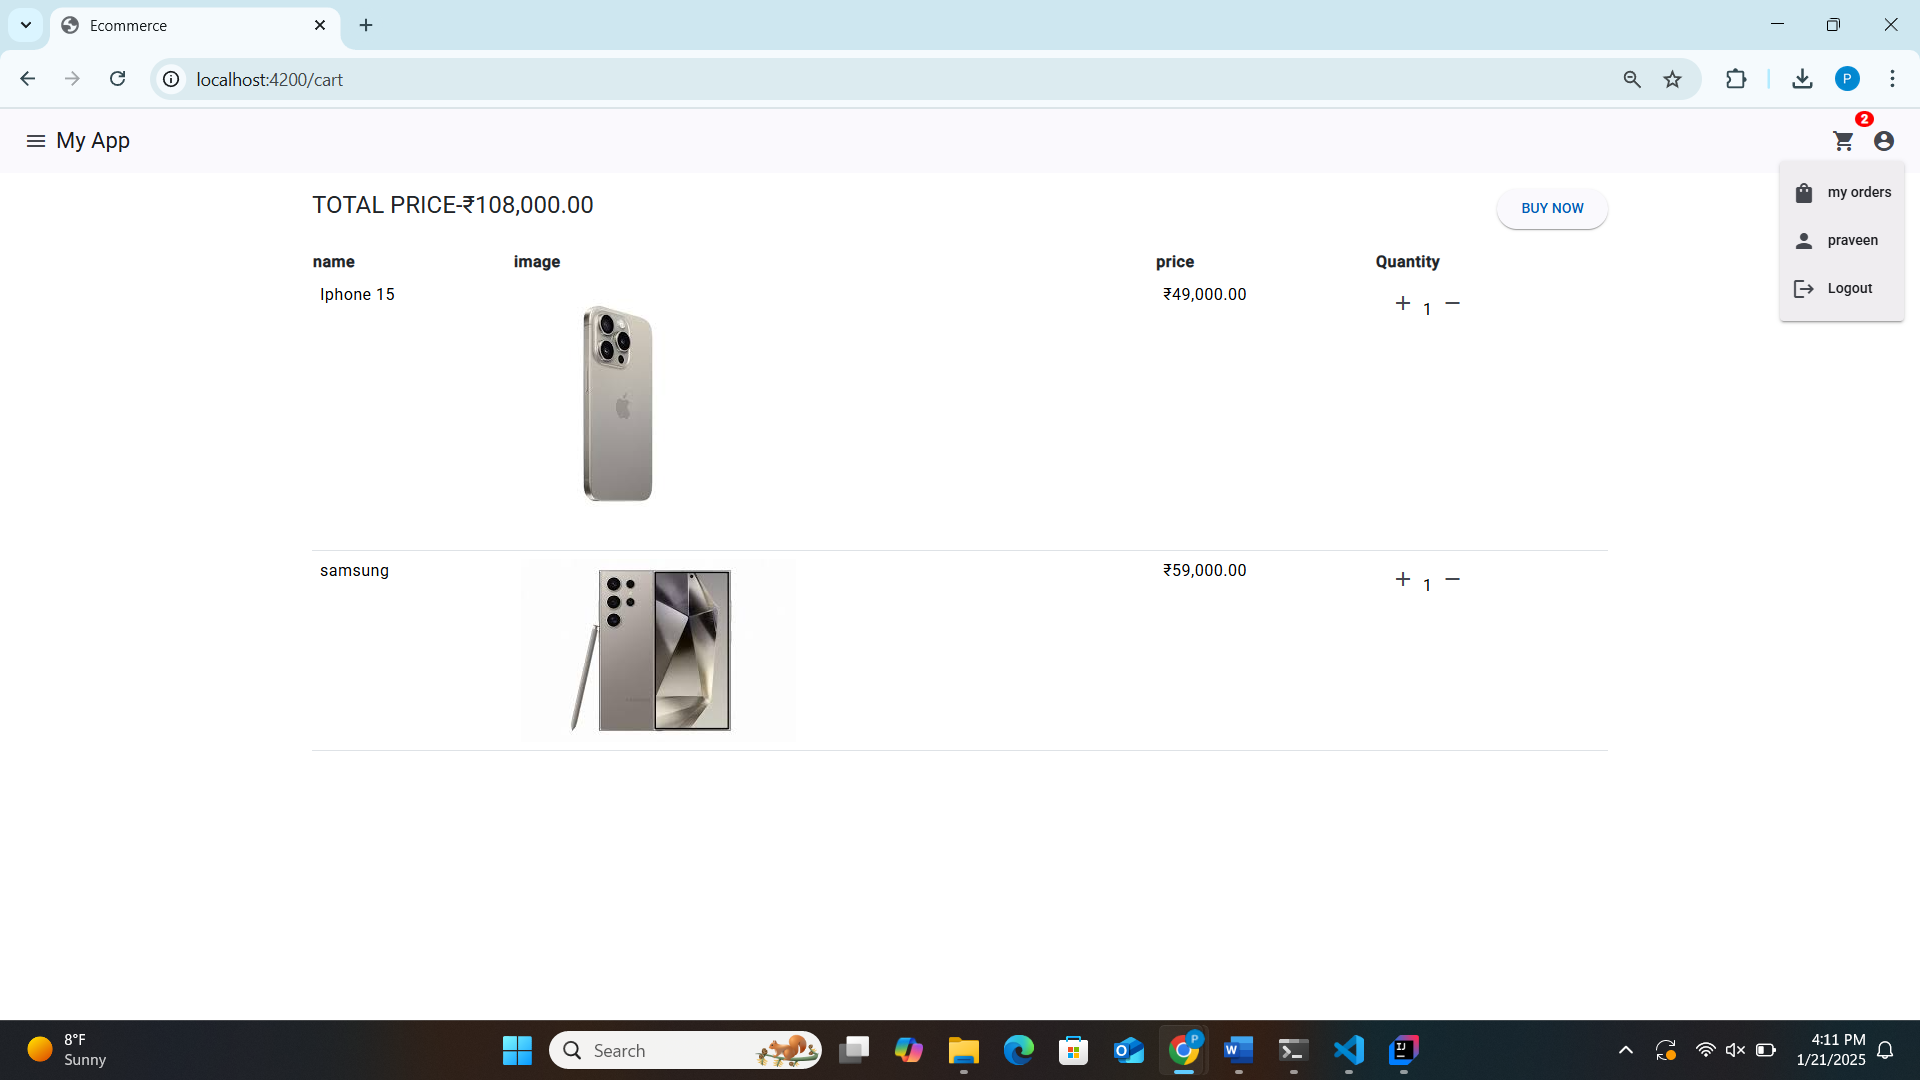 Ecommerce
localhost:4200/cart
P
My App
2
my orders
praveen
Logout
TOTAL PRICE-₹108,000.00
BUY NOW
name image price Quantity
Iphone 15 ₹49,000.00 + 1 −
samsung ₹59,000.00 + 1 −
8°F
Sunny
Search
P
4:11 PM
1/21/2025